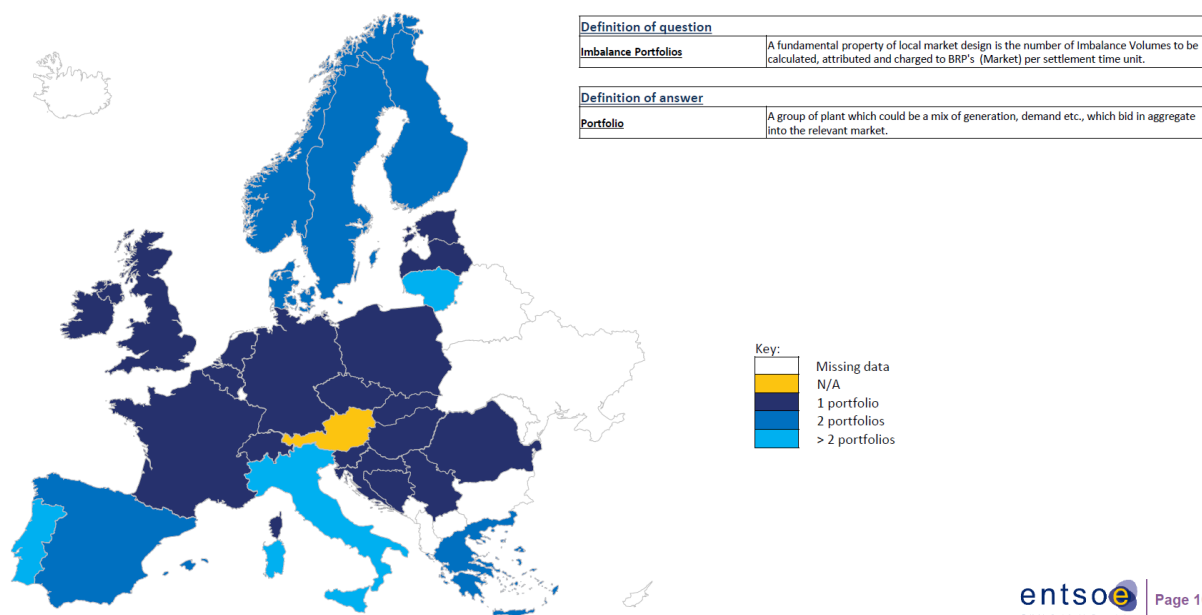 Definition of question
Imbalance Portfolios
A fundamental property of local market design is the number of Imbalance Volumes to be
calculated, attributed and charged to BRP's (Market) per settlement time unit.
Definition of answer
Portfolio
A group of plant which could be a mix of generation, demand etc., which bid in aggregate
into the relevant market.
Key:
Missing data
N/A
1 portfolio
2 portfolios
> 2 portfolios
entsoe
Page 1